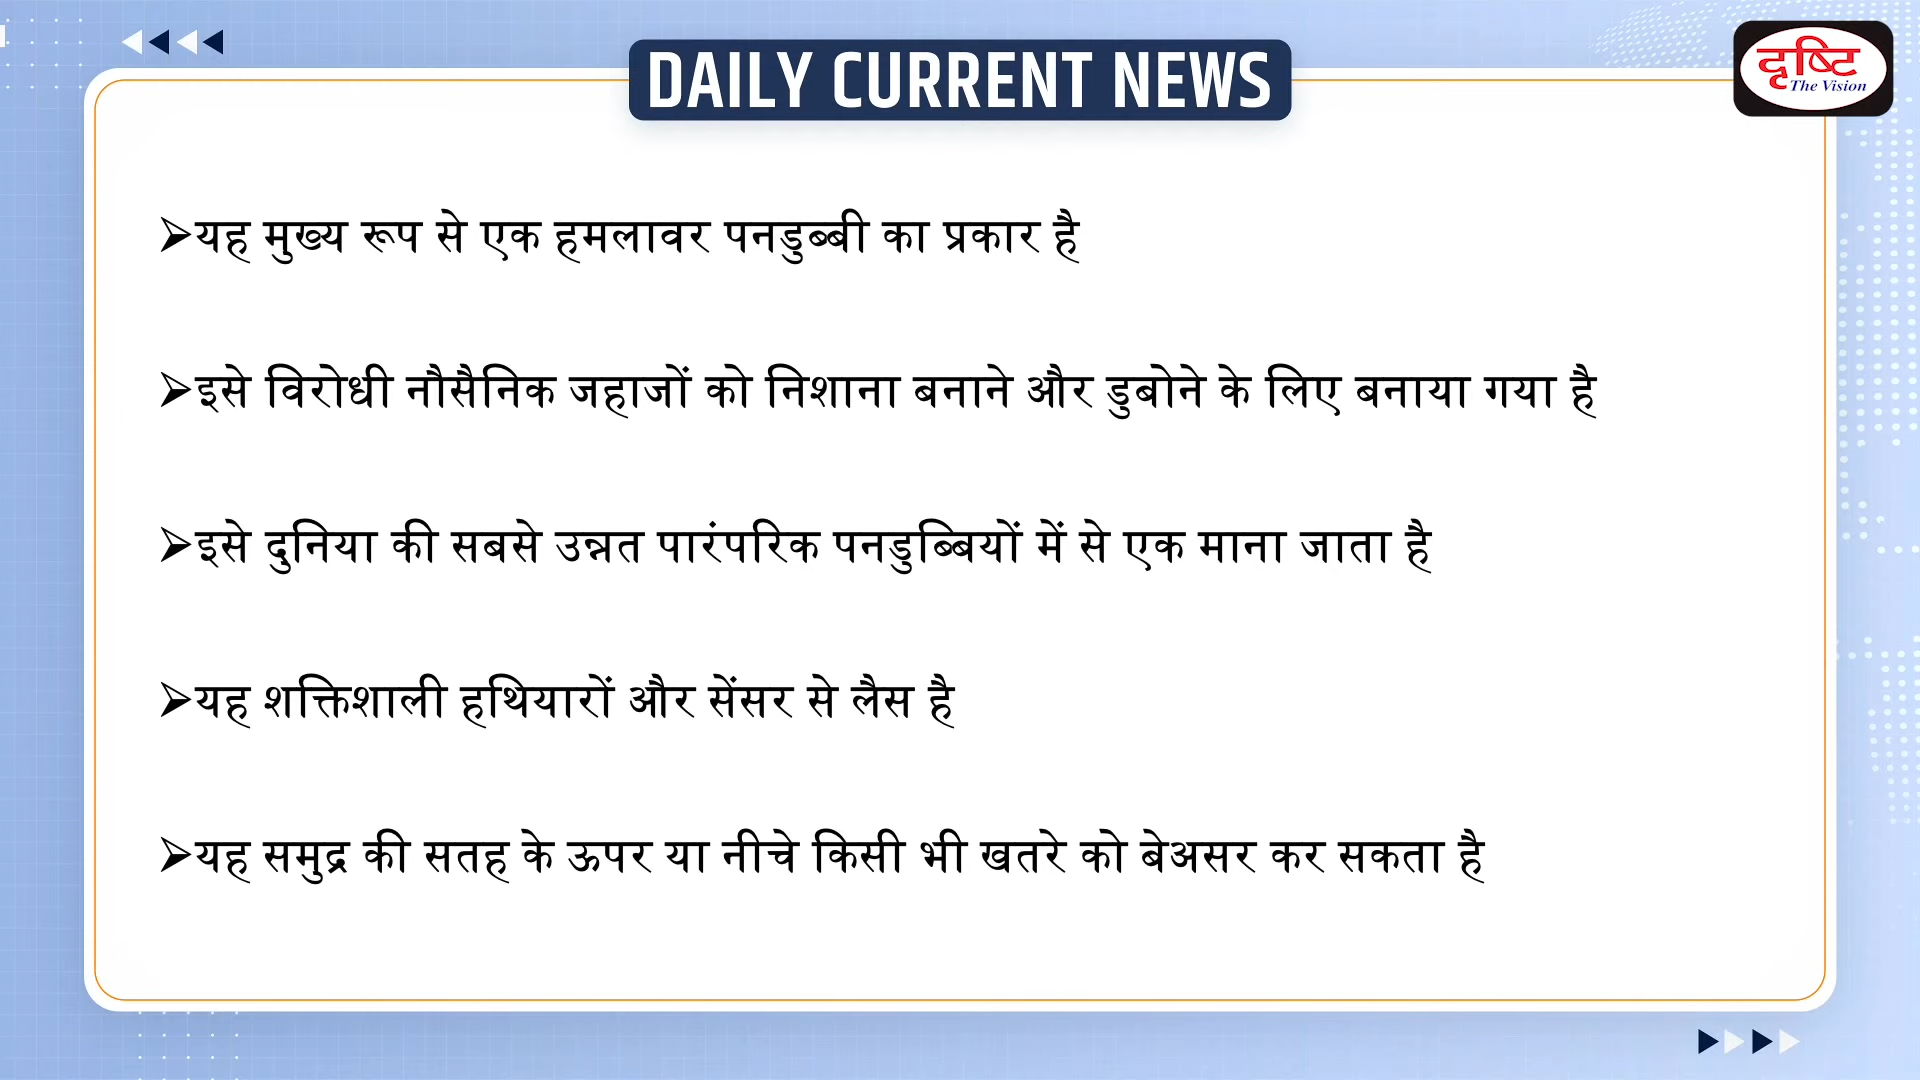 DAILY CURRENT NEWS
दृष्टि
The Vision
➢यह मुख्य रूप से एक हमलावर पनडुब्बी का प्रकार है
➢इसे विरोधी नौसैनिक जहाजों को निशाना बनाने और डुबोने के लिए बनाया गया है
➢इसे दुनिया की सबसे उन्नत पारंपरिक पनडुब्बियों में से एक माना जाता है
➢यह शक्तिशाली हथियारों और सेंसर से लैस है
➢यह समुद्र की सतह के ऊपर या नीचे किसी भी खतरे को बेअसर कर सकता है